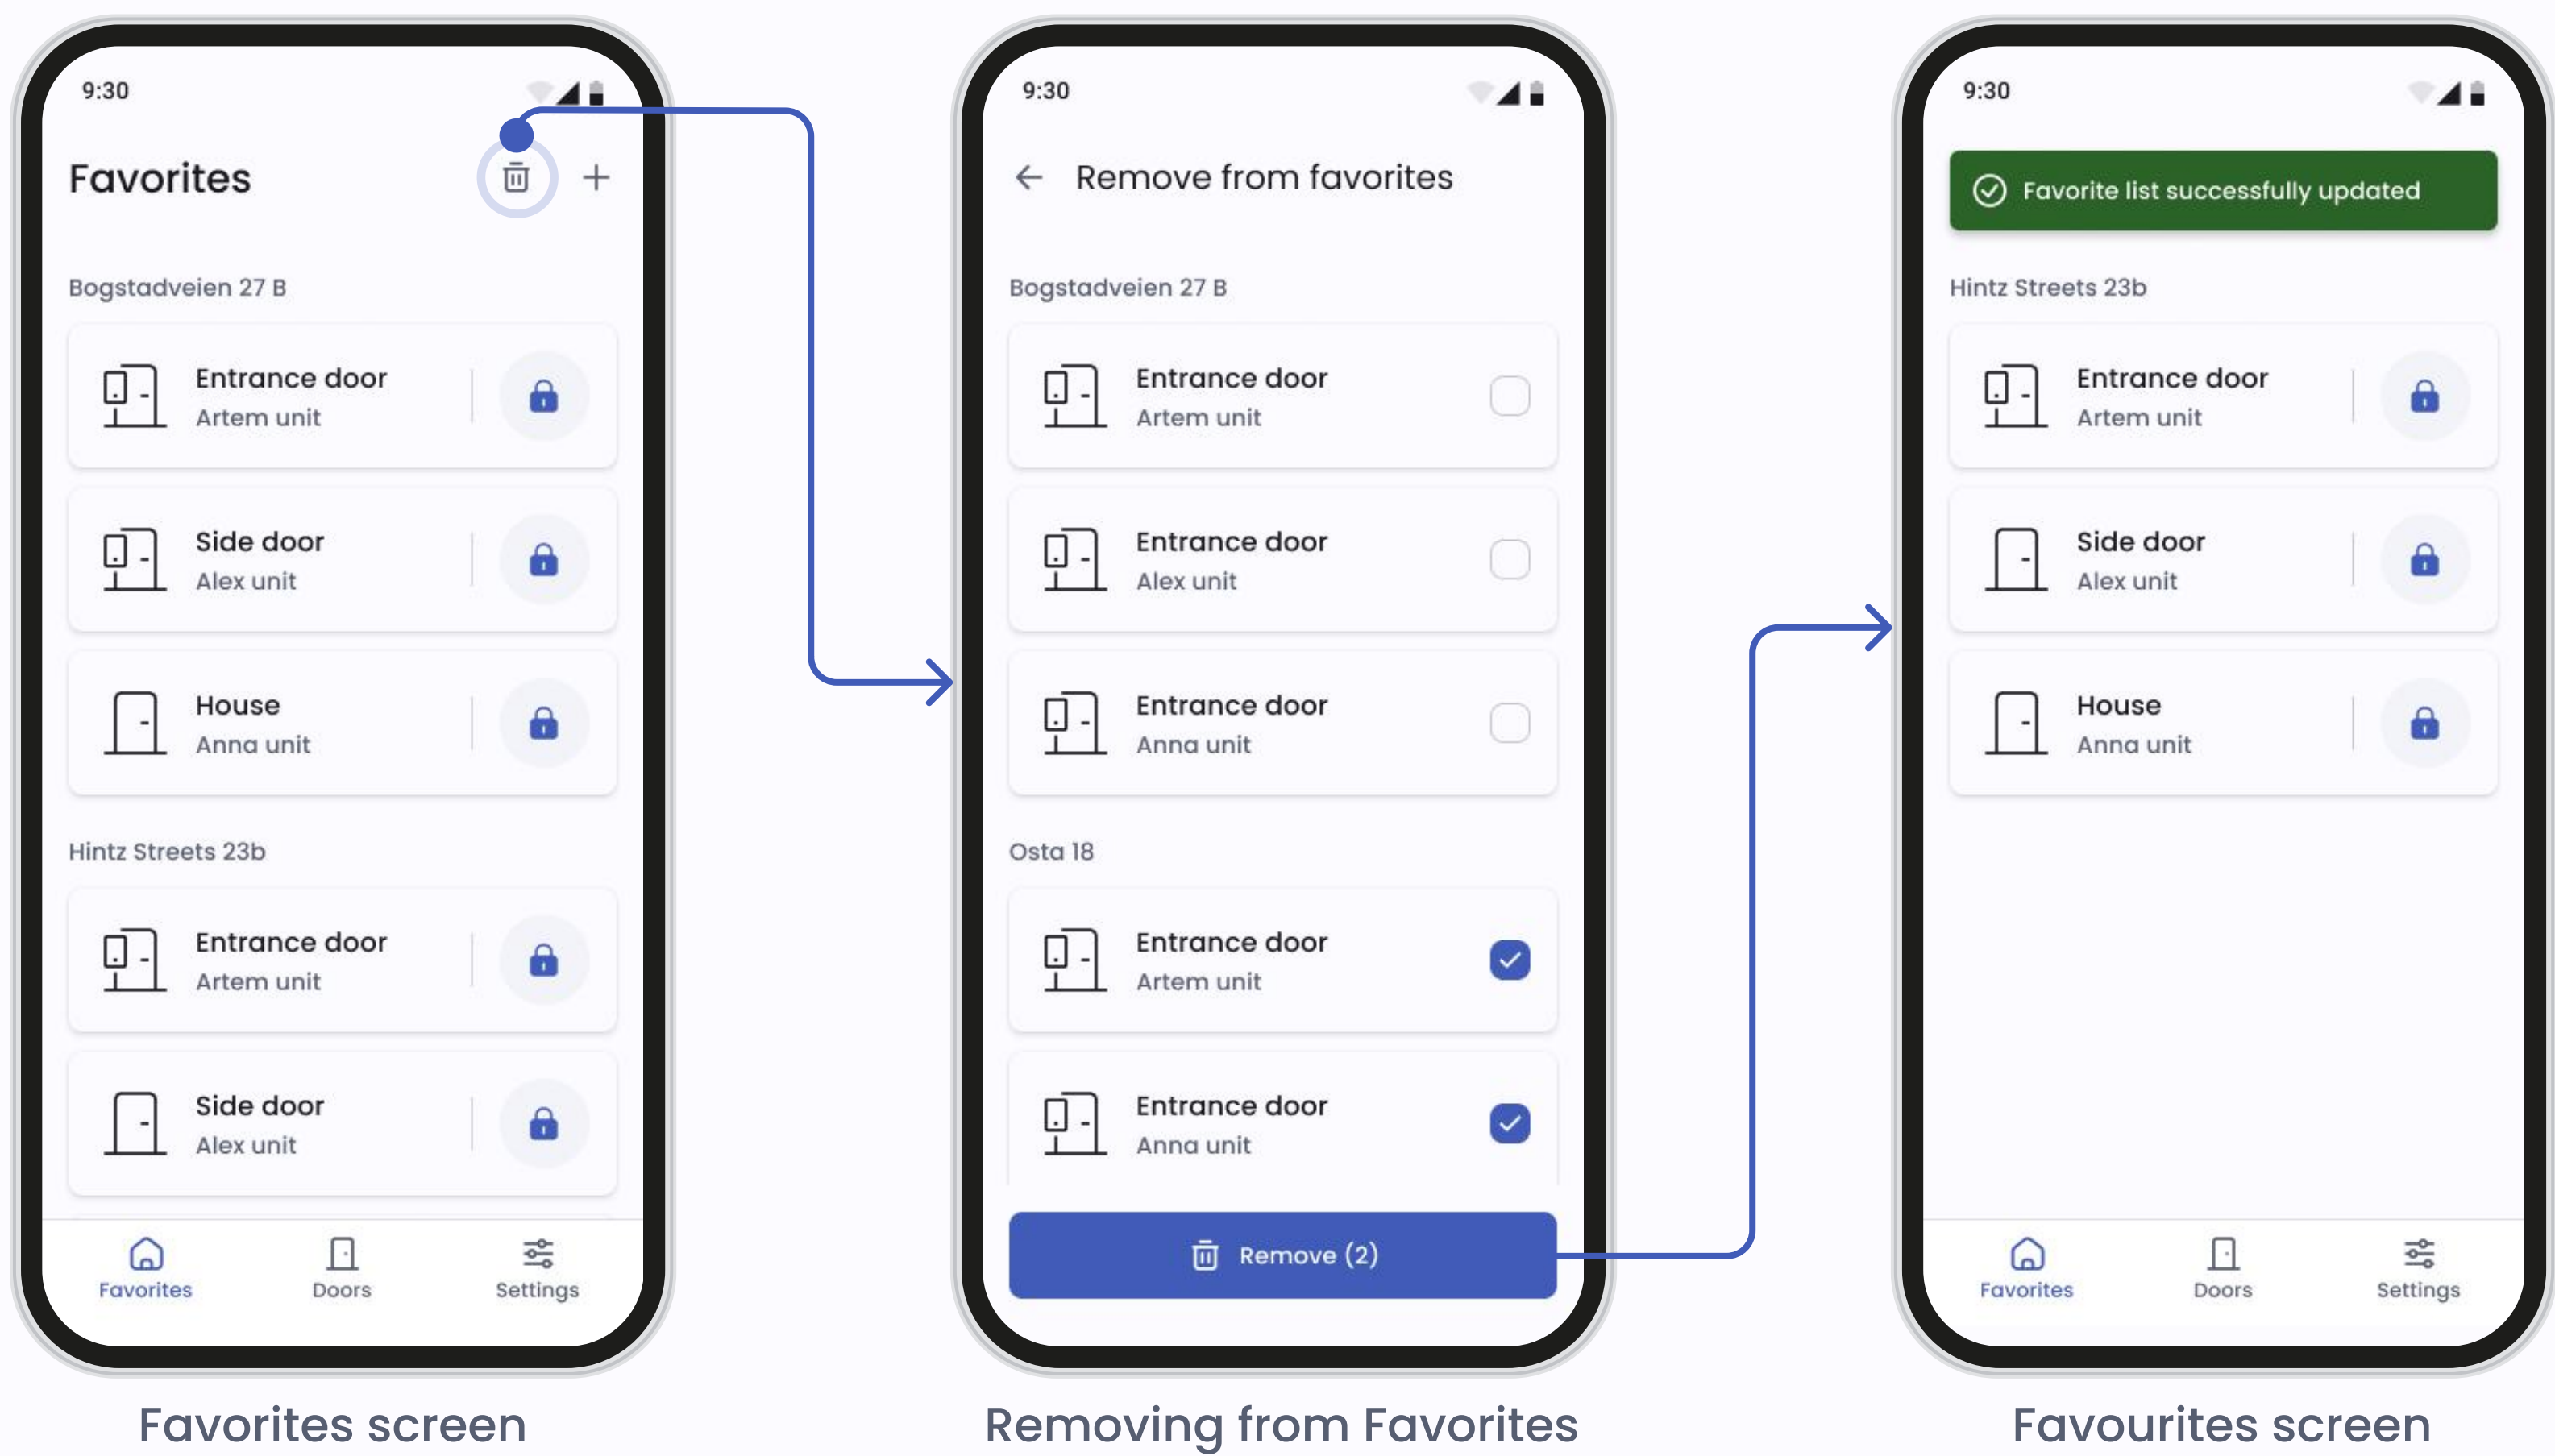 9:30
Favorites
Bogstadveien 27 B
Entrance door
Artem unit
Side door
Alex unit
House
Anna unit
Hintz Streets 23b
Entrance door
Artem unit
Side door
Alex unit
Favorites
Doors
Settings
Favorites screen
9:30
Remove from favorites
Bogstadveien 27 B
Entrance door
Artem unit
Entrance door
Alex unit
Entrance door
Anna unit
Osta 18
Entrance door
Artem unit
Entrance door
Anna unit
Remove (2)
Removing from Favorites
9:30
Favorite list successfully updated
Hintz Streets 23b
Entrance door
Artem unit
Side door
Alex unit
House
Anna unit
Favorites
Doors
Settings
Favourites screen